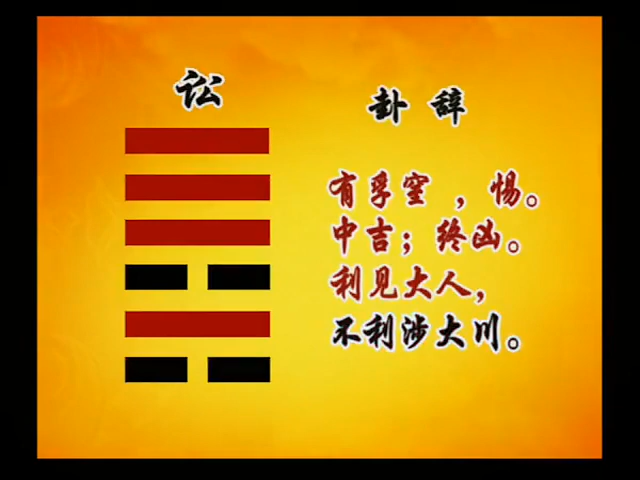 讼
卦辞
有孚窒，惕。
中吉；终凶。
利见大人，
不利涉大川。